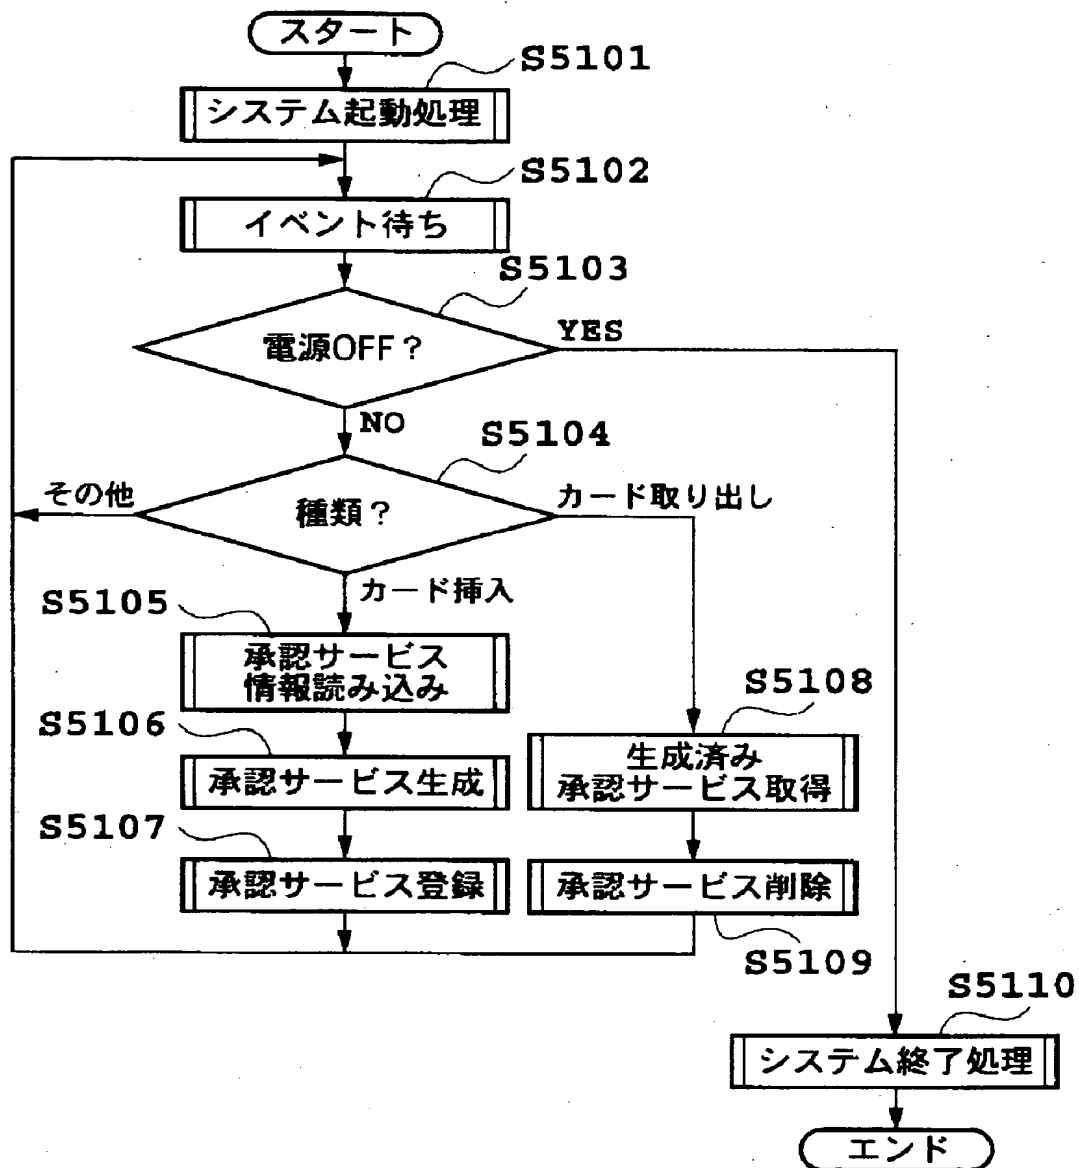 スタート
S5101
システム起動処理
S5102
イベント待ち
S5103
電源OFF?
YES
NO
S5104
種類?
その他
カード取り出し
カード挿入
S5105
承認サービス
情報読み込み
S5106
承認サービス生成
S5107
承認サービス登録
S5108
生成済み
承認サービス取得
承認サービス削除
S5109
S5110
システム終了処理
エンド